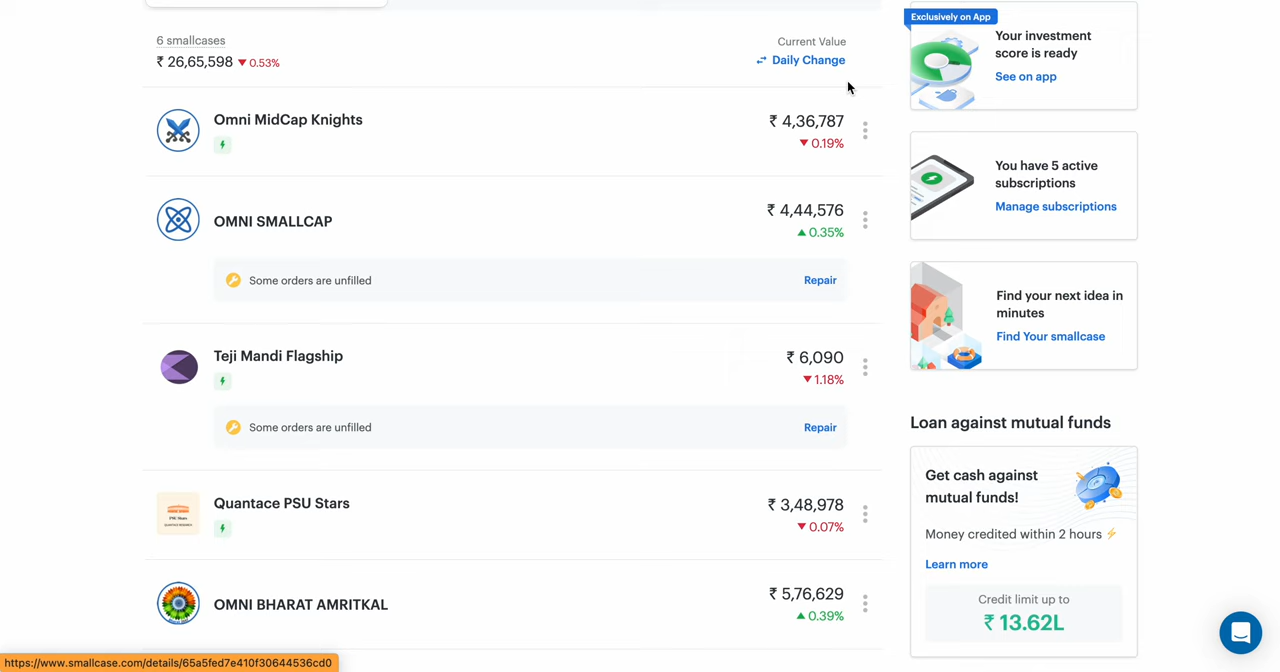 6 smallcases
₹ 26,65,598 ▼ 0.53%
Current Value
Daily Change
Omni MidCap Knights
₹ 4,36,787
▼ 0.19%
OMNI SMALLCAP
₹ 4,44,576
▲ 0.35%
Some orders are unfilled
Repair
Teji Mandi Flagship
₹ 6,090
▼ 1.18%
Some orders are unfilled
Repair
Quantace PSU Stars
₹ 3,48,978
▼ 0.07%
PSU Stars
OMNI BHARAT AMRITKAL
₹ 5,76,629
▲ 0.39%
https://www.smallcase.com/details/65a5fed7e410f30644536cd0
Exclusively on App
Your investment
score is ready
See on app
You have 5 active
subscriptions
Manage subscriptions
Find your next idea in
minutes
Find Your smallcase
Loan against mutual funds
Get cash against
mutual funds!
Money credited within 2 hours ⚡
Learn more
Credit limit up to
₹ 13.62L